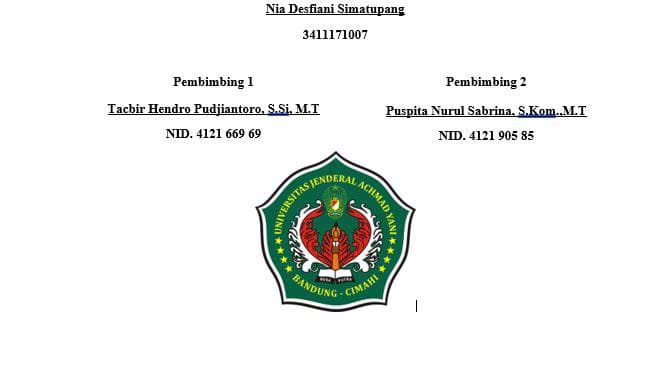 Nia Desfiani Simatupang
3411171007
Pembimbing 1
Pembimbing 2
Tacbir Hendro Pudjiantoro, S.Si, M.T
Puspita Nurul Sabrina, S.Kom.,M.T
NID. 4121 669 69
NID. 4121 905 85
UNIVERSITAS JENDERAL ACHMAD YANI
BANDUNG - CIMAHI